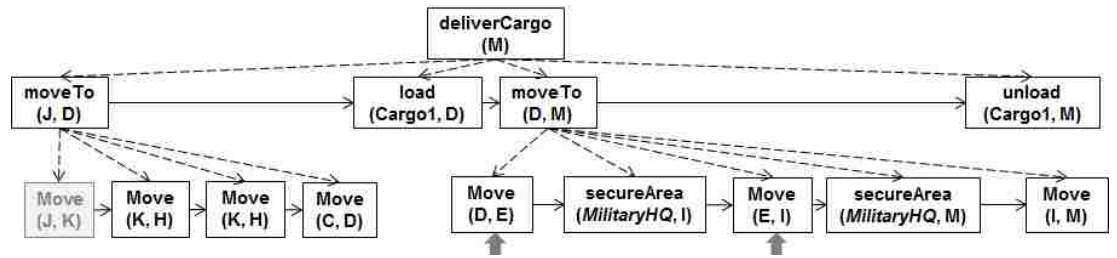 deliverCargo
(M)
moveTo
(J, D)
load
(Cargo1, D)
moveTo
(D, M)
unload
(Cargo1, M)
Move
(J, K)
Move
(K, H)
Move
(K, H)
Move
(C, D)
Move
(D, E)
secureArea
(MilitaryHQ, I)
Move
(E, I)
secureArea
(MilitaryHQ, M)
Move
(I, M)